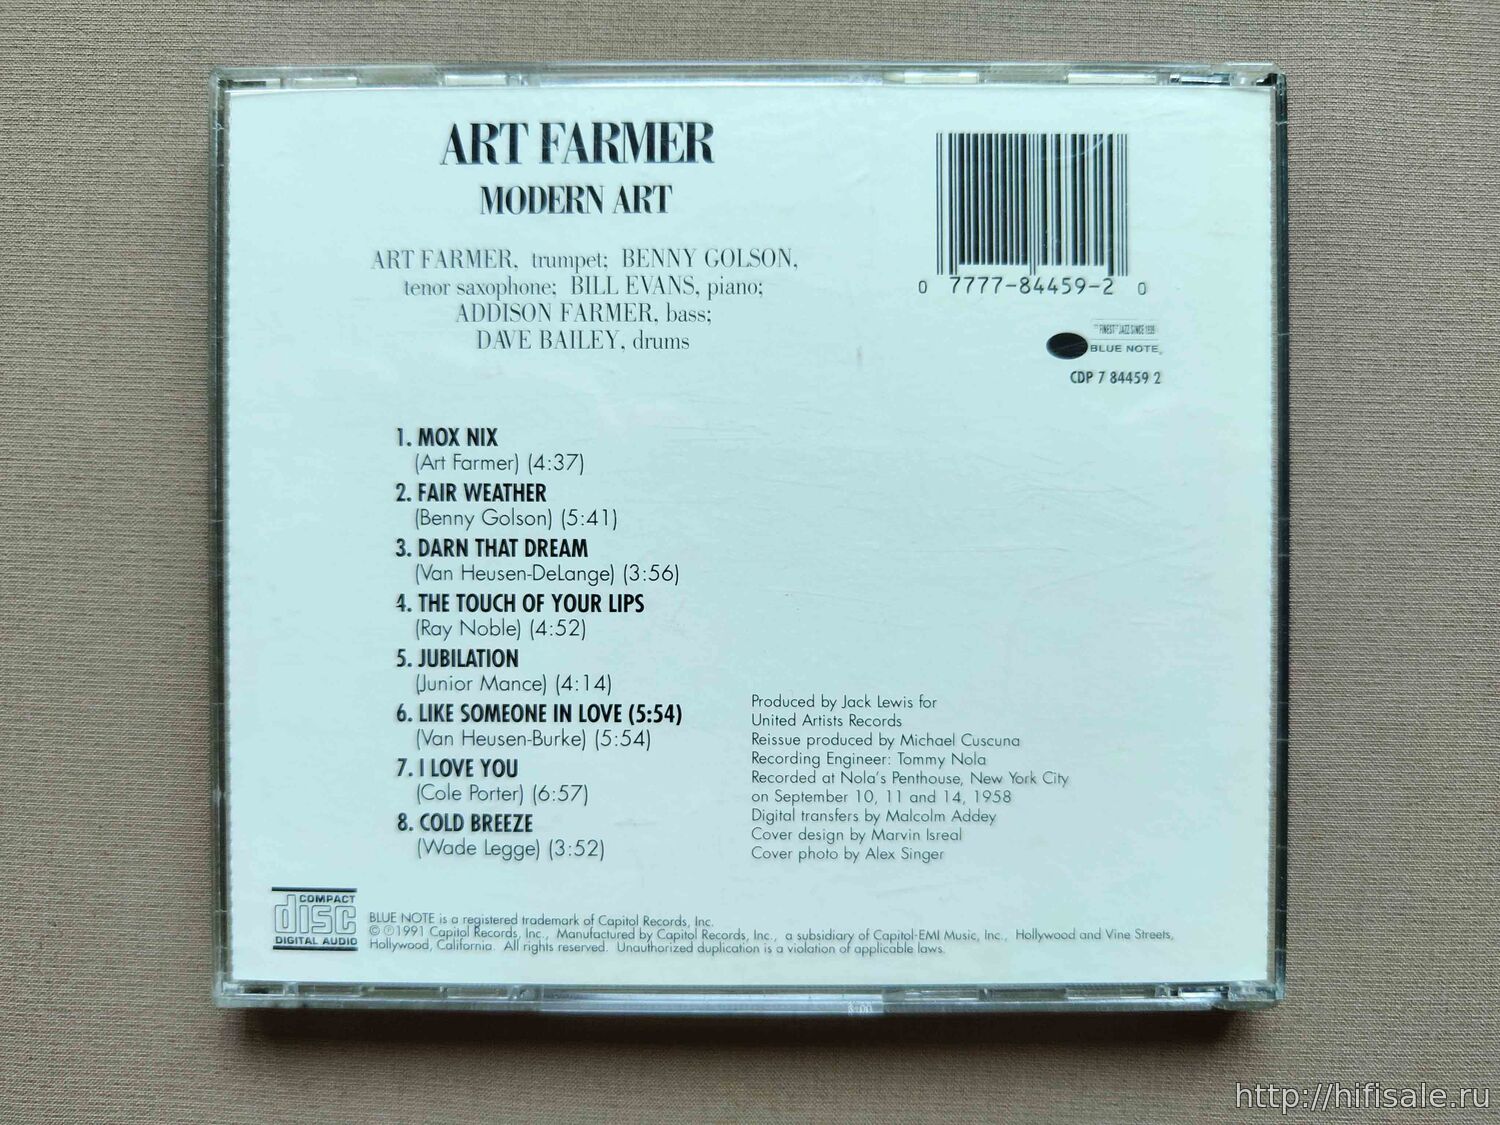 ART FARMER
MODERN ART
ART FARMER, trumpet; BENNY GOLSON,
tenor saxophone; BILL EVANS, piano;
ADDISON FARMER, bass;
DAVE BAILEY, drums
0 7777-84459-2 0
"FINEST" JAZZ SINCE 1939
BLUE NOTE®
CDP 7 84459 2
1. MOX NIX
(Art Farmer) (4:37)
2. FAIR WEATHER
(Benny Golson) (5:41)
3. DARN THAT DREAM
(Van Heusen-DeLange) (3:56)
4. THE TOUCH OF YOUR LIPS
(Ray Noble) (4:52)
5. JUBILATION
(Junior Mance) (4:14)
6. LIKE SOMEONE IN LOVE (5:54)
(Van Heusen-Burke) (5:54)
7. I LOVE YOU
(Cole Porter) (6:57)
8. COLD BREEZE
(Wade Legge) (3:52)
Produced by Jack Lewis for
United Artists Records
Reissue produced by Michael Cuscuna
Recording Engineer: Tommy Nola
Recorded at Nola's Penthouse, New York City
on September 10, 11 and 14, 1958
Digital transfers by Malcolm Addey
Cover design by Marvin Isreal
Cover photo by Alex Singer
COMPACT
disc
DIGITAL AUDIO
BLUE NOTE is a registered trademark of Capitol Records, Inc.
© ℗1991 Capitol Records, Inc., Manufactured by Capitol Records, Inc., a subsidiary of Capitol-EMI Music, Inc., Hollywood and Vine Streets,
Hollywood, California. All rights reserved. Unauthorized duplication is a violation of applicable laws.
http://hifisale.ru